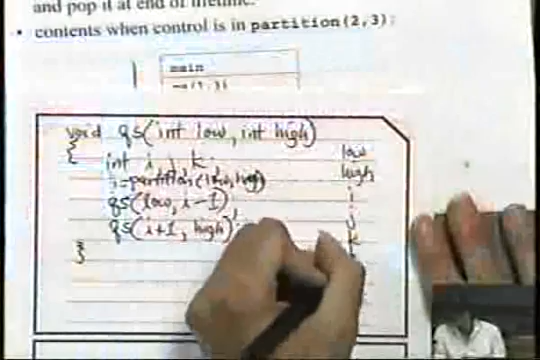 and pop it at end of lifetime.
• contents when control is in partition(2,3):
main
void qs(int low, int high)
{ int i j k;
i=partition(low,high)
qs(low, i-1)
qs(i+1, high);
}
low
high
i
j
k